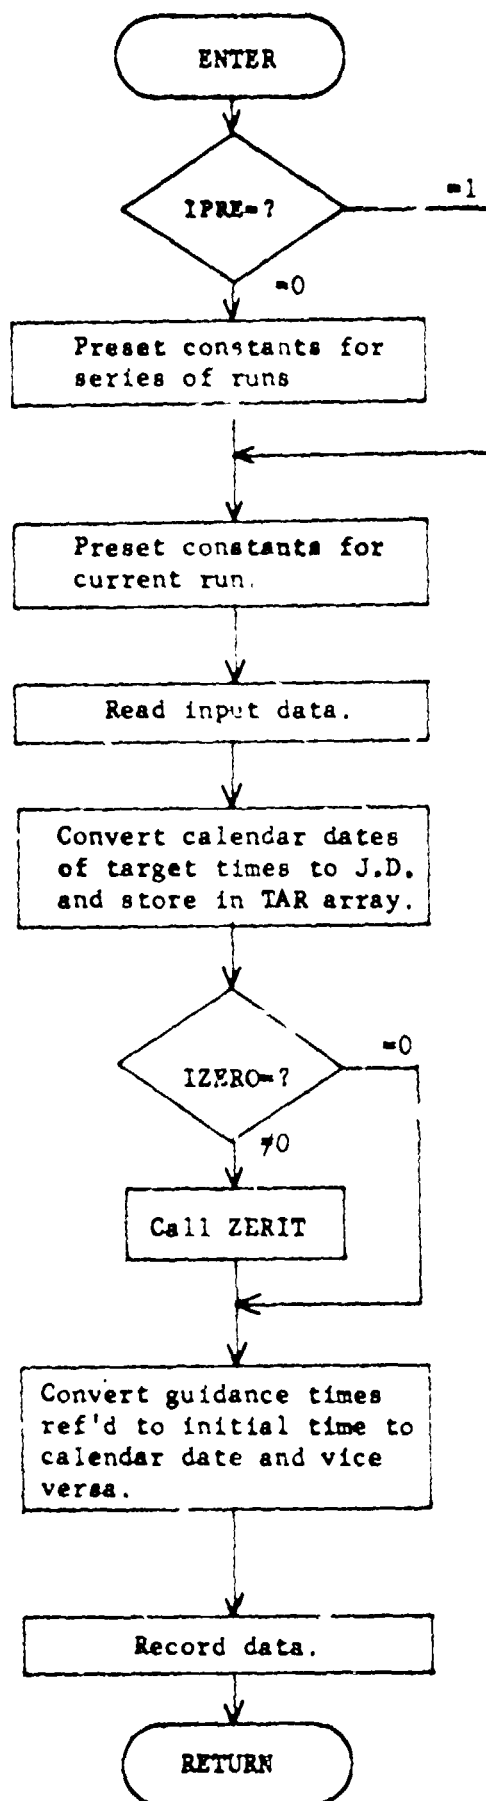 ENTER
IPRE=?
=1
=0
Preset constants for
series of runs
Preset constants for
current run.
Read input data.
Convert calendar dates
of target times to J.D.
and store in TAR array.
=0
IZERO=?
≠0
Call ZERIT
Convert guidance times
ref'd to initial time to
calendar date and vice
versa.
Record data.
RETURN